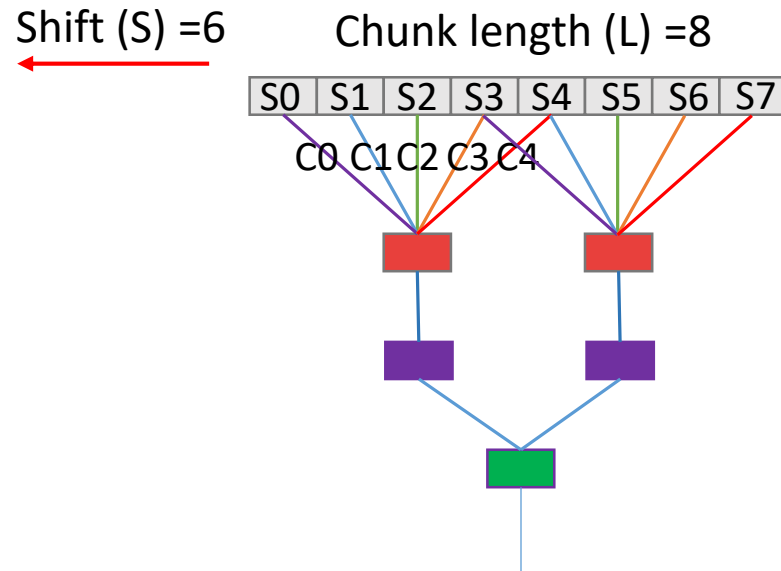 Shift (S) =6
Chunk length (L) =8
S0 S1 S2 S3 S4 S5 S6 S7
C0 C1 C2 C3 C4